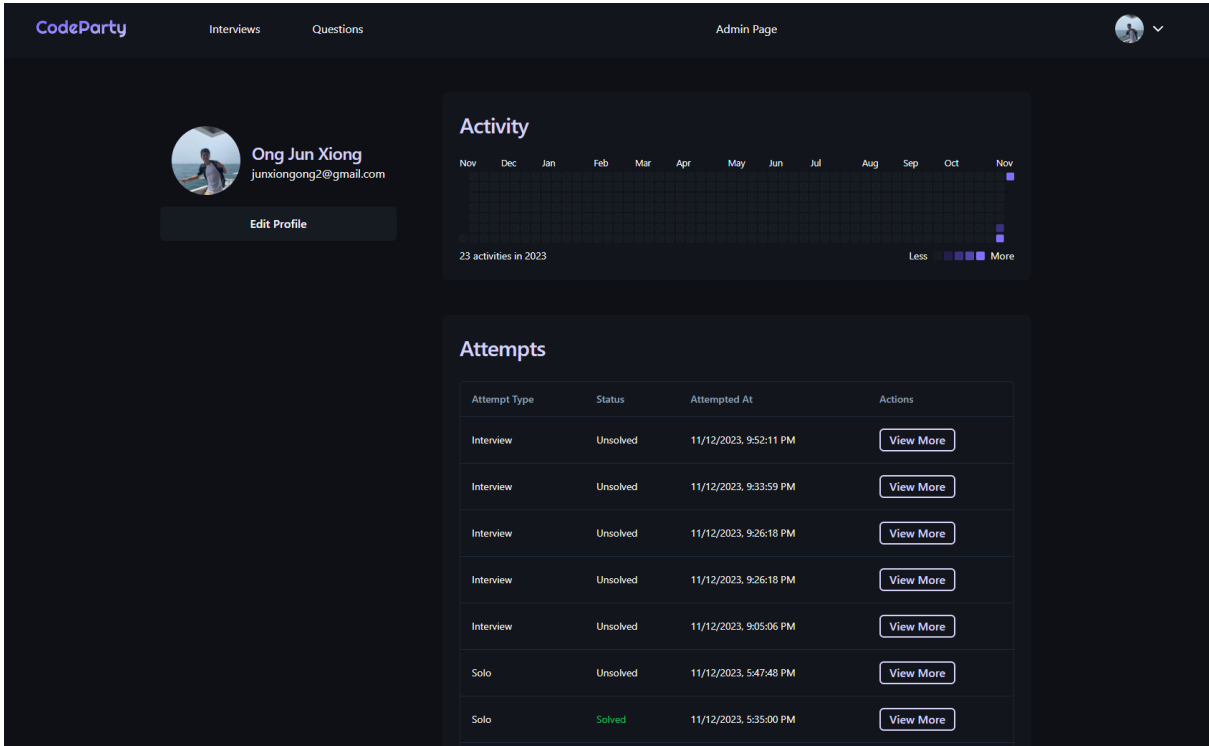 CodeParty Interviews Questions Admin Page
Ong Jun Xiong
junxiongong2@gmail.com
Edit Profile
Activity
Nov Dec Jan Feb Mar Apr May Jun Jul Aug Sep Oct Nov
23 activities in 2023 Less More
Attempts
Attempt Type Status Attempted At Actions
Interview Unsolved 11/12/2023, 9:52:11 PM View More
Interview Unsolved 11/12/2023, 9:33:59 PM View More
Interview Unsolved 11/12/2023, 9:26:18 PM View More
Interview Unsolved 11/12/2023, 9:26:18 PM View More
Interview Unsolved 11/12/2023, 9:05:06 PM View More
Solo Unsolved 11/12/2023, 5:47:48 PM View More
Solo Solved 11/12/2023, 5:35:00 PM View More